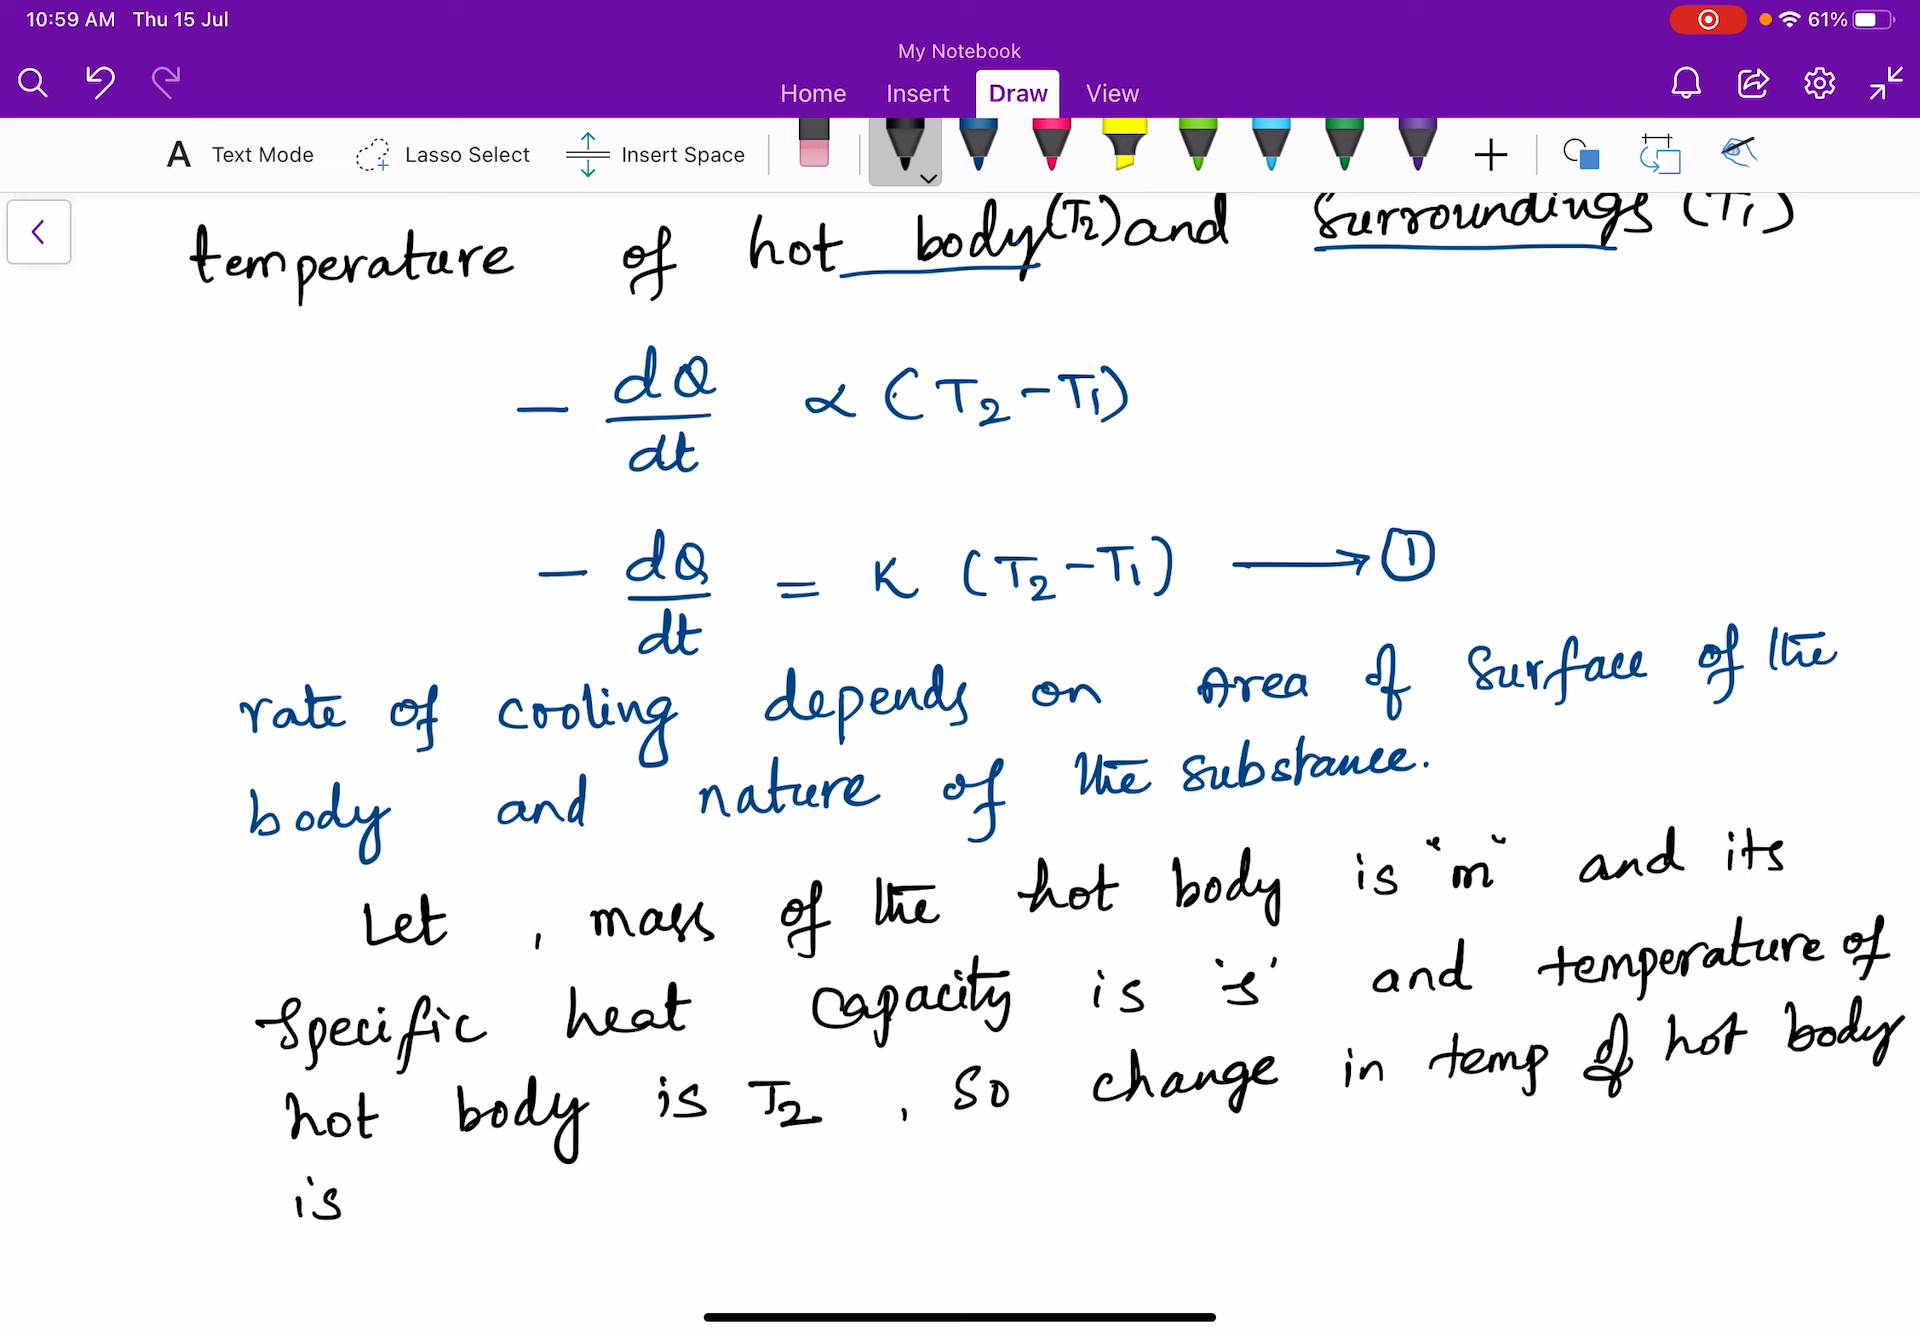 10:59 AM Thu 15 Jul
61%
My Notebook
Home Insert Draw View
A Text Mode Lasso Select Insert Space
temperature of hot body (T₂) and surroundings (T₁)
- dQ/dt ∝ (T₂ - T₁)
- dQ/dt = K (T₂ - T₁) → ①
rate of cooling depends on Area of surface of the
body and nature of the substance.
Let , mass of the hot body is "m" and its
specific heat capacity is 's' and temperature of
hot body is T₂ , so change in temp of hot body
is